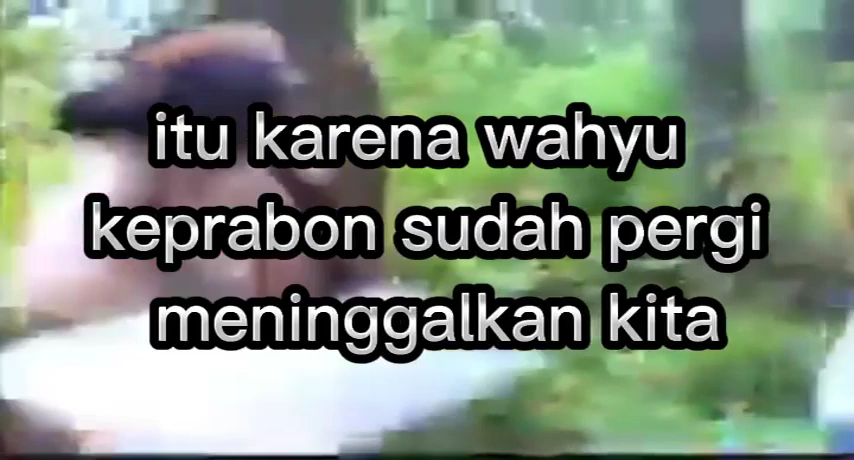 itu karena wahyu
keprabon sudah pergi
meninggalkan kita